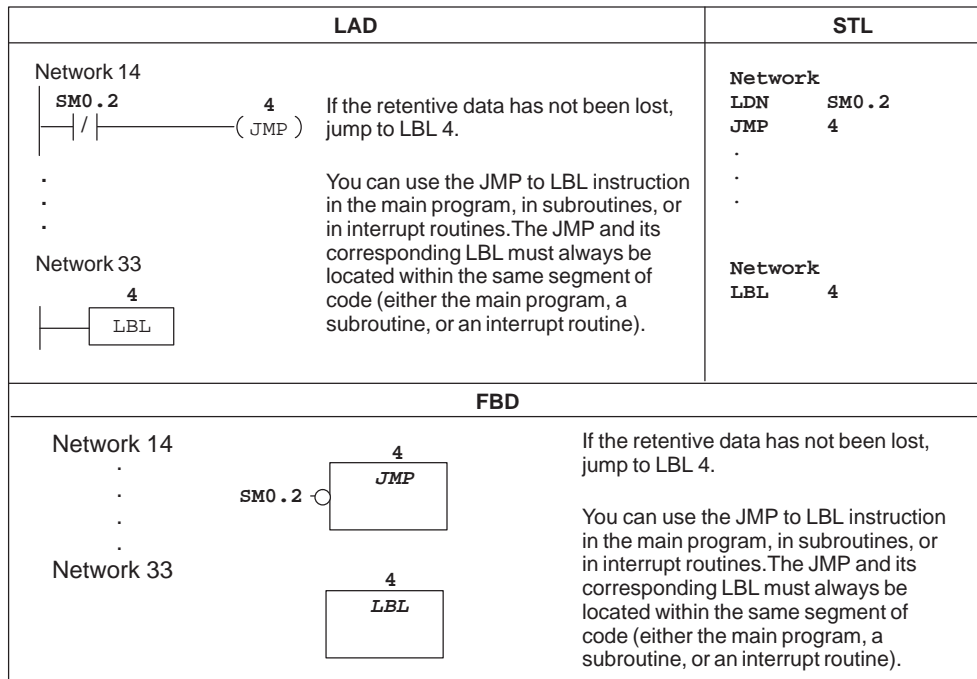 LAD
STL
Network 14
SM0.2
4
/
( JMP )
If the retentive data has not been lost,
jump to LBL 4.
You can use the JMP to LBL instruction
in the main program, in subroutines, or
in interrupt routines.The JMP and its
corresponding LBL must always be
located within the same segment of
code (either the main program, a
subroutine, or an interrupt routine).
.
.
.
Network 33
4
LBL
Network
LDN SM0.2
JMP 4
.
.
.
Network
LBL 4
FBD
Network 14
.
.
.
.
Network 33
4
JMP
SM0.2
4
LBL
If the retentive data has not been lost,
jump to LBL 4.
You can use the JMP to LBL instruction
in the main program, in subroutines, or
in interrupt routines.The JMP and its
corresponding LBL must always be
located within the same segment of
code (either the main program, a
subroutine, or an interrupt routine).